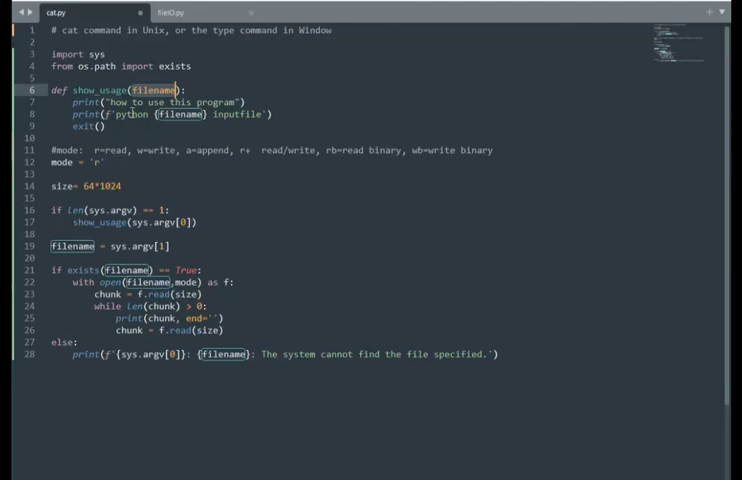 cat.py
fileIO.py
1 # cat command in Unix, or the type command in Window
2
3 import sys
4 from os.path import exists
5
6 def show_usage(filename):
7 print("how to use this program")
8 print(f'python {filename} inputfile')
9 exit()
10
11 #mode: r=read, w=write, a=append, r+ read/write, rb=read binary, wb=write binary
12 mode = 'r'
13
14 size= 64*1024
15
16 if len(sys.argv) == 1:
17 show_usage(sys.argv[0])
18
19 filename = sys.argv[1]
20
21 if exists(filename) == True:
22 with open(filename,mode) as f:
23 chunk = f.read(size)
24 while len(chunk) > 0:
25 print(chunk, end='')
26 chunk = f.read(size)
27 else:
28 print(f'{sys.argv[0]}: {filename}: The system cannot find the file specified.')